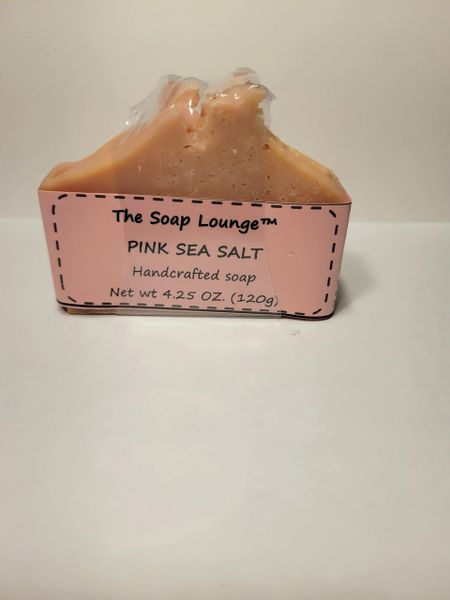 The Soap Lounge™
PINK SEA SALT
Handcrafted soap
Net wt 4.25 OZ. (120g)